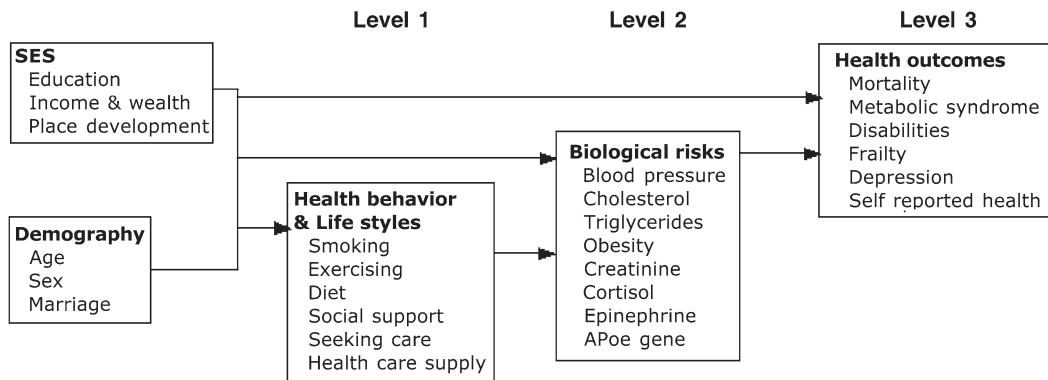 Level 1
Level 2
Level 3
SES
Education
Income & wealth
Place development
Demography
Age
Sex
Marriage
Health behavior
& Life styles
Smoking
Exercising
Diet
Social support
Seeking care
Health care supply
Biological risks
Blood pressure
Cholesterol
Triglycerides
Obesity
Creatinine
Cortisol
Epinephrine
APoe gene
Health outcomes
Mortality
Metabolic syndrome
Disabilities
Frailty
Depression
Self reported health